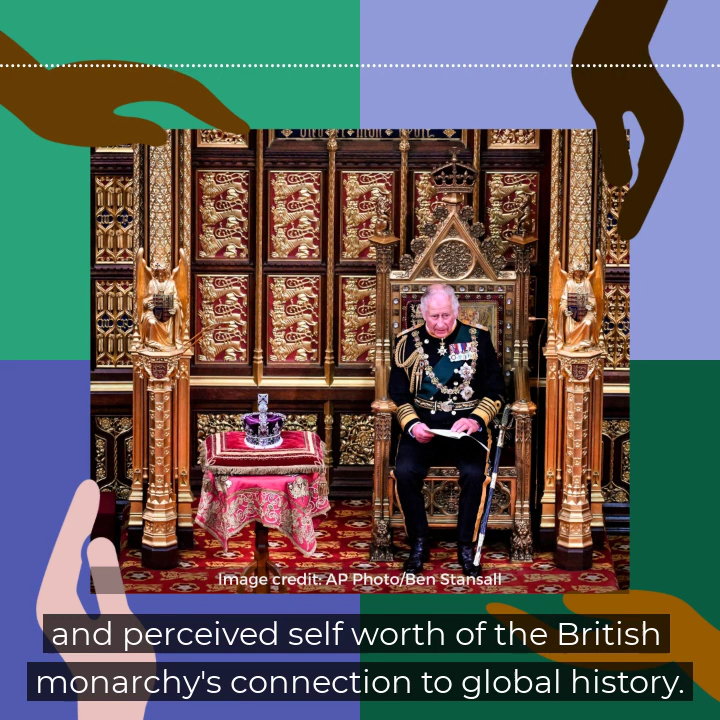 Image credit: AP Photo/Ben Stansall
and perceived self worth of the British
monarchy's connection to global history.